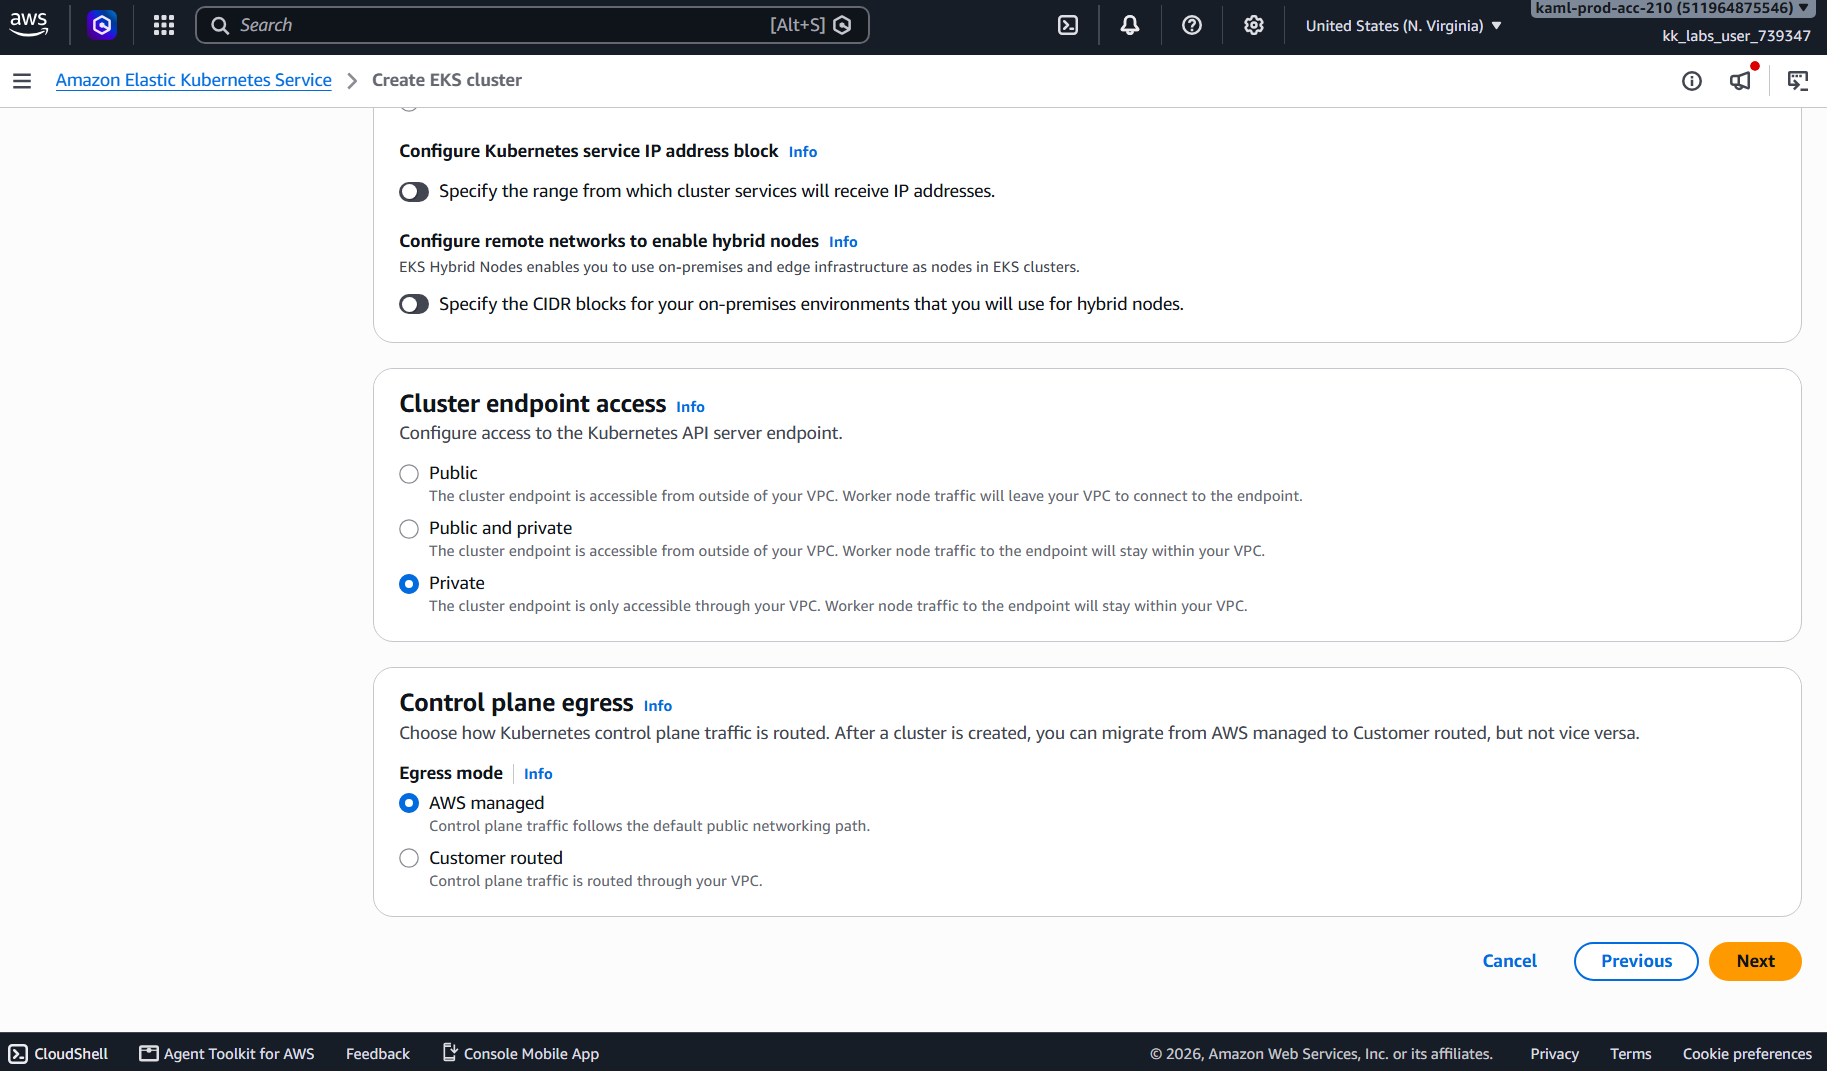 aws
Search
[Alt+S]
United States (N. Virginia)
kaml-prod-acc-210 (511964875546)
kk_labs_user_739347
Amazon Elastic Kubernetes Service
Create EKS cluster
Configure Kubernetes service IP address block Info
Specify the range from which cluster services will receive IP addresses.
Configure remote networks to enable hybrid nodes Info
EKS Hybrid Nodes enables you to use on-premises and edge infrastructure as nodes in EKS clusters.
Specify the CIDR blocks for your on-premises environments that you will use for hybrid nodes.
Cluster endpoint access Info
Configure access to the Kubernetes API server endpoint.
Public
The cluster endpoint is accessible from outside of your VPC. Worker node traffic will leave your VPC to connect to the endpoint.
Public and private
The cluster endpoint is accessible from outside of your VPC. Worker node traffic to the endpoint will stay within your VPC.
Private
The cluster endpoint is only accessible through your VPC. Worker node traffic to the endpoint will stay within your VPC.
Control plane egress Info
Choose how Kubernetes control plane traffic is routed. After a cluster is created, you can migrate from AWS managed to Customer routed, but not vice versa.
Egress mode Info
AWS managed
Control plane traffic follows the default public networking path.
Customer routed
Control plane traffic is routed through your VPC.
Cancel
Previous
Next
CloudShell
Agent Toolkit for AWS
Feedback
Console Mobile App
© 2026, Amazon Web Services, Inc. or its affiliates.
Privacy
Terms
Cookie preferences